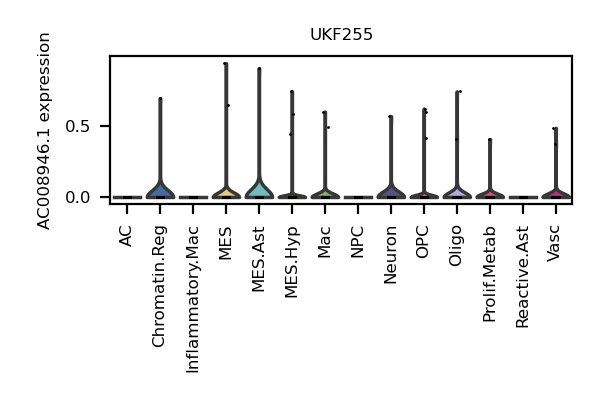 UKF255
AC008946.1 expression
0.5
0.0
AC
Chromatin.Reg
Inflammatory.Mac
MES
MES.Ast
MES.Hyp
Mac
NPC
Neuron
OPC
Oligo
Prolif.Metab
Reactive.Ast
Vasc